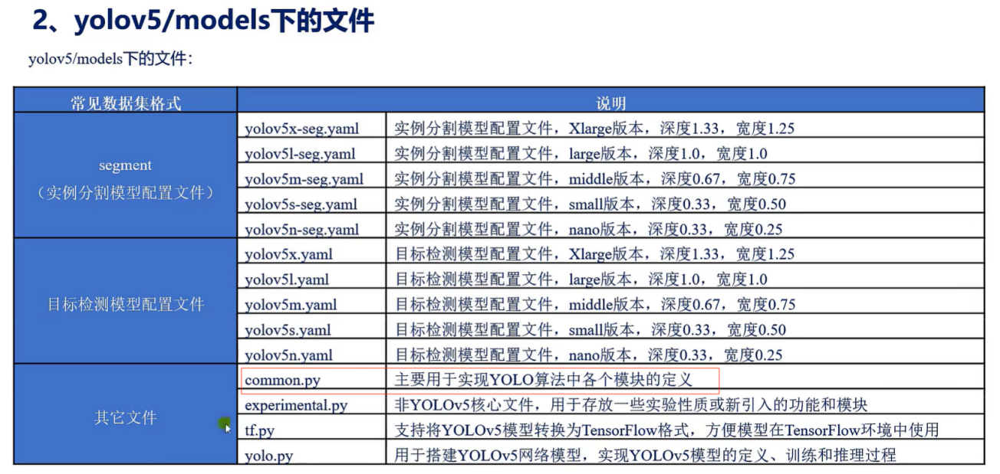 2、yolov5/models下的文件
yolov5/models下的文件：
常见数据集格式 说明
segment
（实例分割模型配置文件）
yolov5x-seg.yaml 实例分割模型配置文件，Xlarge版本，深度1.33，宽度1.25
yolov5l-seg.yaml 实例分割模型配置文件，large版本，深度1.0，宽度1.0
yolov5m-seg.yaml 实例分割模型配置文件，middle版本，深度0.67，宽度0.75
yolov5s-seg.yaml 实例分割模型配置文件，small版本，深度0.33，宽度0.50
yolov5n-seg.yaml 实例分割模型配置文件，nano版本，深度0.33，宽度0.25
目标检测模型配置文件
yolov5x.yaml 目标检测模型配置文件，Xlarge版本，深度1.33，宽度1.25
yolov5l.yaml 目标检测模型配置文件，large版本，深度1.0，宽度1.0
yolov5m.yaml 目标检测模型配置文件，middle版本，深度0.67，宽度0.75
yolov5s.yaml 目标检测模型配置文件，small版本，深度0.33，宽度0.50
yolov5n.yaml 目标检测模型配置文件，nano版本，深度0.33，宽度0.25
其它文件
common.py 主要用于实现YOLO算法中各个模块的定义
experimental.py 非YOLOv5核心文件，用于存放一些实验性质或新引入的功能和模块
tf.py 支持将YOLOv5模型转换为TensorFlow格式，方便模型在TensorFlow环境中使用
yolo.py 用于搭建YOLOv5网络模型，实现YOLOv5模型的定义、训练和推理过程